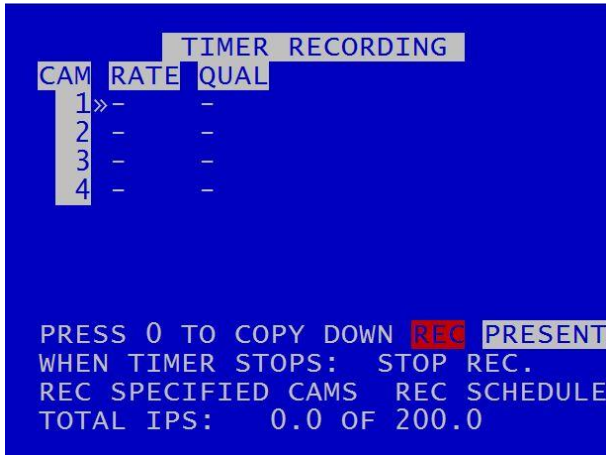 TIMER RECORDING
CAM RATE QUAL
1»– –
2 – –
3 – –
4 – –
PRESS 0 TO COPY DOWN REC PRESENT
WHEN TIMER STOPS: STOP REC.
REC SPECIFIED CAMS REC SCHEDULE
TOTAL IPS: 0.0 OF 200.0